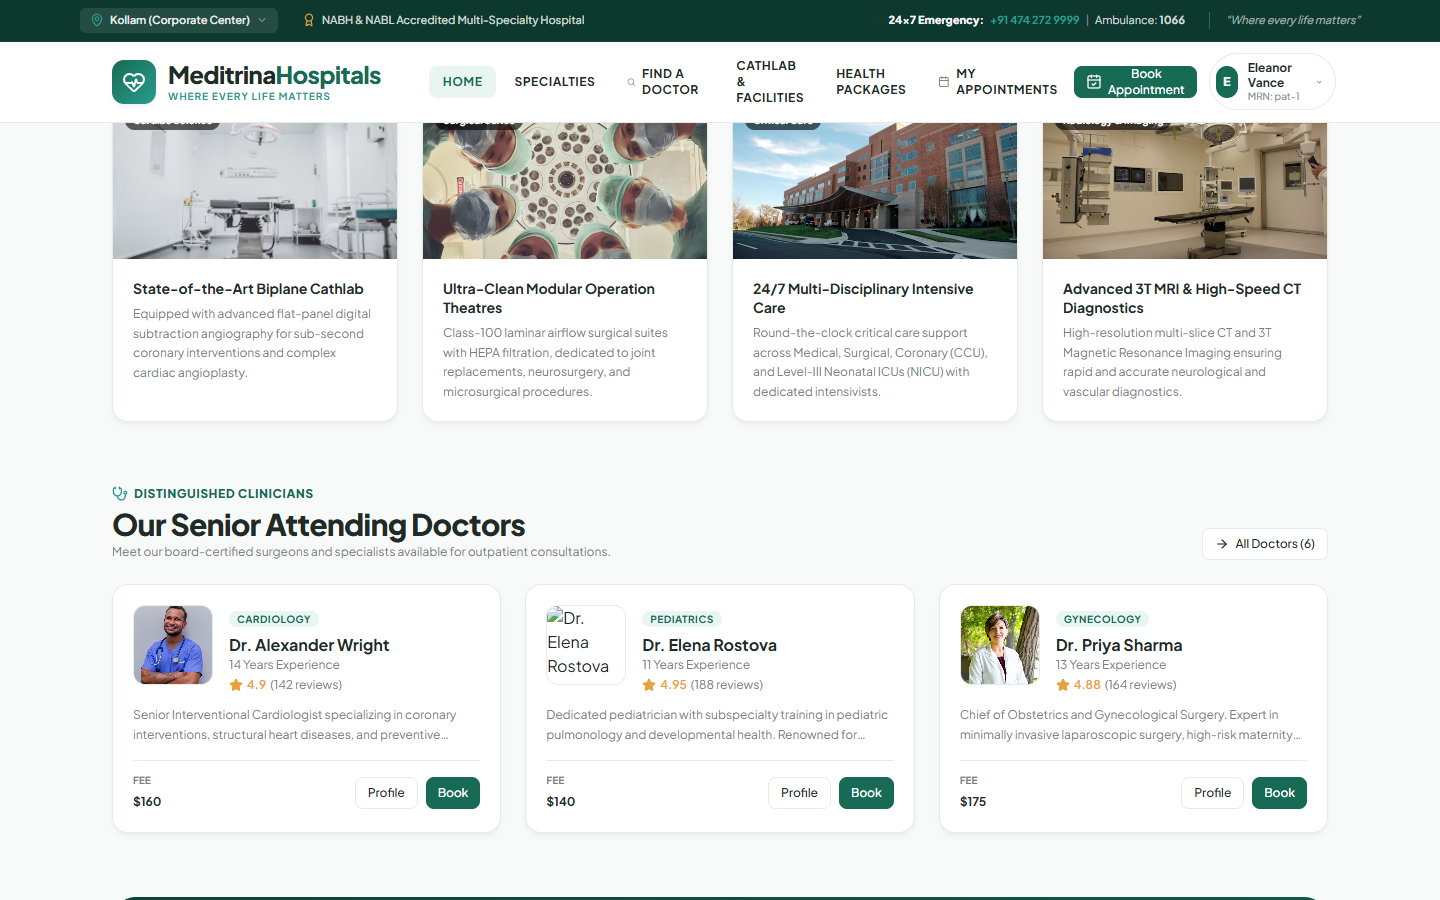 Kollam (Corporate Center)
NABH & NABL Accredited Multi-Specialty Hospital
24×7 Emergency: +91 474 272 9999 | Ambulance: 1066
"Where every life matters"
MeditrinaHospitals
WHERE EVERY LIFE MATTERS
HOME
SPECIALTIES
FIND A
DOCTOR
CATHLAB
&
FACILITIES
HEALTH
PACKAGES
MY
APPOINTMENTS
Book
Appointment
E
Eleanor
Vance
MRN: pat-1
State-of-the-Art Biplane Cathlab
Equipped with advanced flat-panel digital
subtraction angiography for sub-second
coronary interventions and complex
cardiac angioplasty.
Ultra-Clean Modular Operation
Theatres
Class-100 laminar airflow surgical suites
with HEPA filtration, dedicated to joint
replacements, neurosurgery, and
microsurgical procedures.
24/7 Multi-Disciplinary Intensive
Care
Round-the-clock critical care support
across Medical, Surgical, Coronary (CCU),
and Level-III Neonatal ICUs (NICU) with
dedicated intensivists.
Advanced 3T MRI & High-Speed CT
Diagnostics
High-resolution multi-slice CT and 3T
Magnetic Resonance Imaging ensuring
rapid and accurate neurological and
vascular diagnostics.
DISTINGUISHED CLINICIANS
Our Senior Attending Doctors
Meet our board-certified surgeons and specialists available for outpatient consultations.
All Doctors (6)
CARDIOLOGY
Dr. Alexander Wright
14 Years Experience
4.9 (142 reviews)
Senior Interventional Cardiologist specializing in coronary
interventions, structural heart diseases, and preventive...
FEE
$160
Profile
Book
Dr.
Elena
Rostova
PEDIATRICS
Dr. Elena Rostova
11 Years Experience
4.95 (188 reviews)
Dedicated pediatrician with subspecialty training in pediatric
pulmonology and developmental health. Renowned for...
FEE
$140
Profile
Book
GYNECOLOGY
Dr. Priya Sharma
13 Years Experience
4.88 (164 reviews)
Chief of Obstetrics and Gynecological Surgery. Expert in
minimally invasive laparoscopic surgery, high-risk maternity...
FEE
$175
Profile
Book